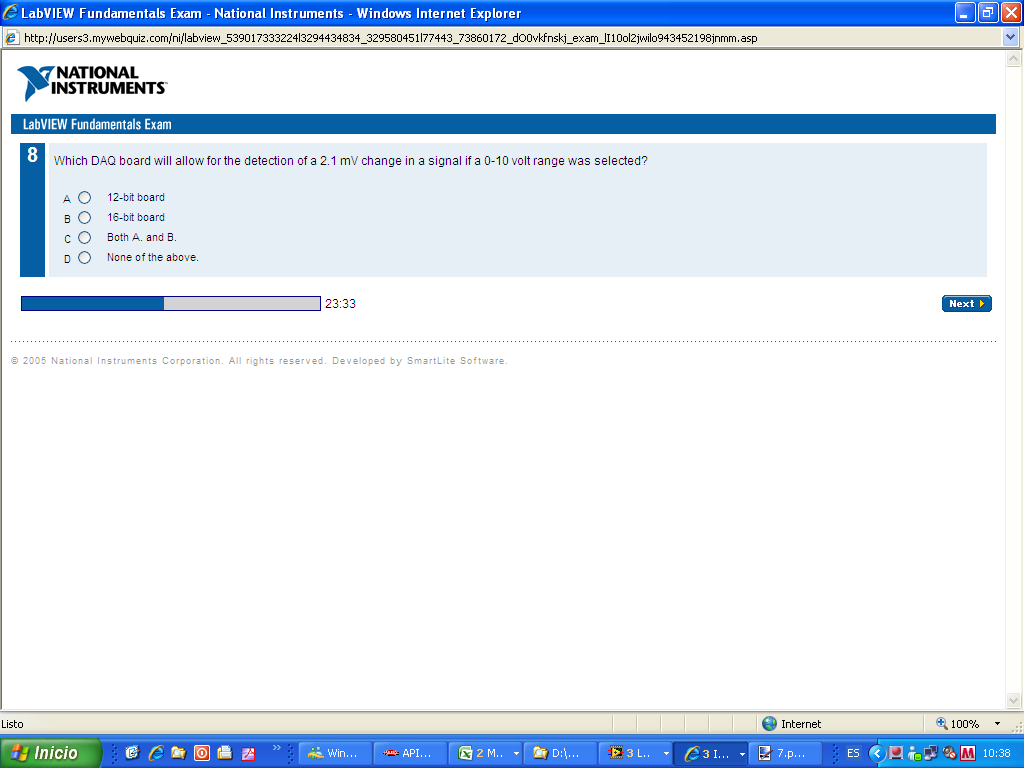 LabVIEW Fundamentals Exam - National Instruments - Windows Internet Explorer
http://users3.mywebquiz.com/ni/labview_539017333224l3294434834_329580451l77443_73860172_dO0vkfnskj_exam_lI10ol2jwilo943452198jnmm.asp
NATIONAL
INSTRUMENTS
LabVIEW Fundamentals Exam
8 Which DAQ board will allow for the detection of a 2.1 mV change in a signal if a 0-10 volt range was selected?
A 12-bit board
B 16-bit board
C Both A. and B.
D None of the above.
23:33
Next
© 2005 National Instruments Corporation. All rights reserved. Developed by SmartLite Software.
Listo Internet 100%
Inicio » Win... API... 2 M... D:\... 3 L... 3 I... 7.p... ES 10:38